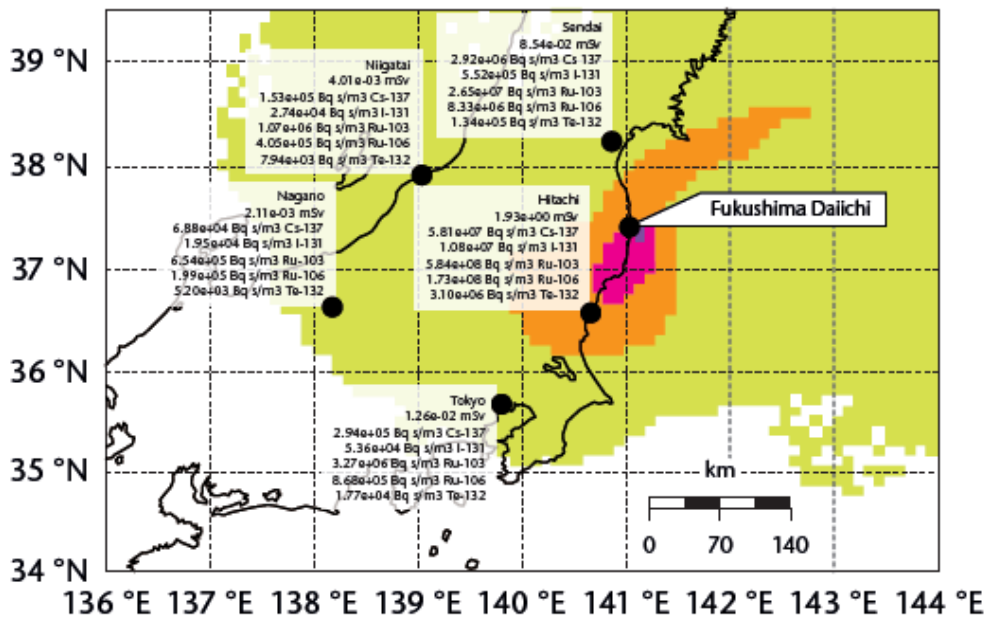 39 °N
38 °N
37 °N
36 °N
35 °N
34 °N
Sendai
8.54e-02 mSv
2.92e+06 Bq s/m3 Cs-137
5.52e+05 Bq s/m3 I-131
2.65e+07 Bq s/m3 Ru-103
8.33e+06 Bq s/m3 Ru-106
1.34e+05 Bq s/m3 Te-132
Niigatai
4.01e-03 mSv
1.53e+05 Bq s/m3 Cs-137
2.74e+04 Bq s/m3 I-131
1.07e+06 Bq s/m3 Ru-103
4.05e+05 Bq s/m3 Ru-106
7.94e+03 Bq s/m3 Te-132
Nagano
2.11e-03 mSv
6.88e+04 Bq s/m3 Cs-137
1.95e+04 Bq s/m3 I-131
6.54e+05 Bq s/m3 Ru-103
1.99e+05 Bq s/m3 Ru-106
5.20e+03 Bq s/m3 Te-132
Hitachi
1.93e+00 mSv
5.81e+07 Bq s/m3 Cs-137
1.08e+07 Bq s/m3 I-131
5.84e+08 Bq s/m3 Ru-103
1.73e+08 Bq s/m3 Ru-106
3.10e+06 Bq s/m3 Te-132
Fukushima Daiichi
Tokyo
1.26e-02 mSv
2.94e+05 Bq s/m3 Cs-137
5.36e+04 Bq s/m3 I-131
3.27e+06 Bq s/m3 Ru-103
8.68e+05 Bq s/m3 Ru-106
1.77e+04 Bq s/m3 Te-132
km
0 70 140
136 °E 137 °E 138 °E 139 °E 140 °E 141 °E 142 °E 143 °E 144 °E